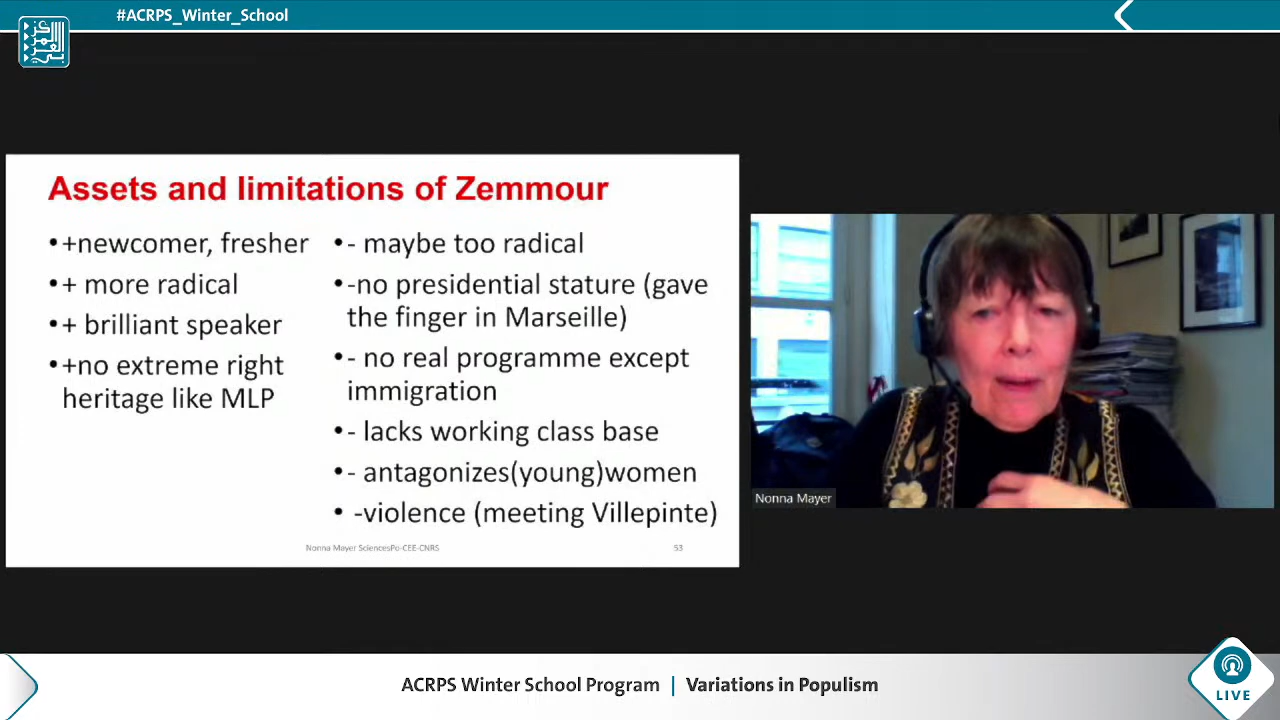 #ACRPS_Winter_School
Assets and limitations of Zemmour
•+newcomer, fresher
•+ more radical
•+ brilliant speaker
•+no extreme right
heritage like MLP
•- maybe too radical
•-no presidential stature (gave
the finger in Marseille)
•- no real programme except
immigration
•- lacks working class base
•- antagonizes(young)women
• -violence (meeting Villepinte)
Nonna Mayer SciencesPo-CEE-CNRS
53
Nonna Mayer
ACRPS Winter School Program | Variations in Populism
LIVE